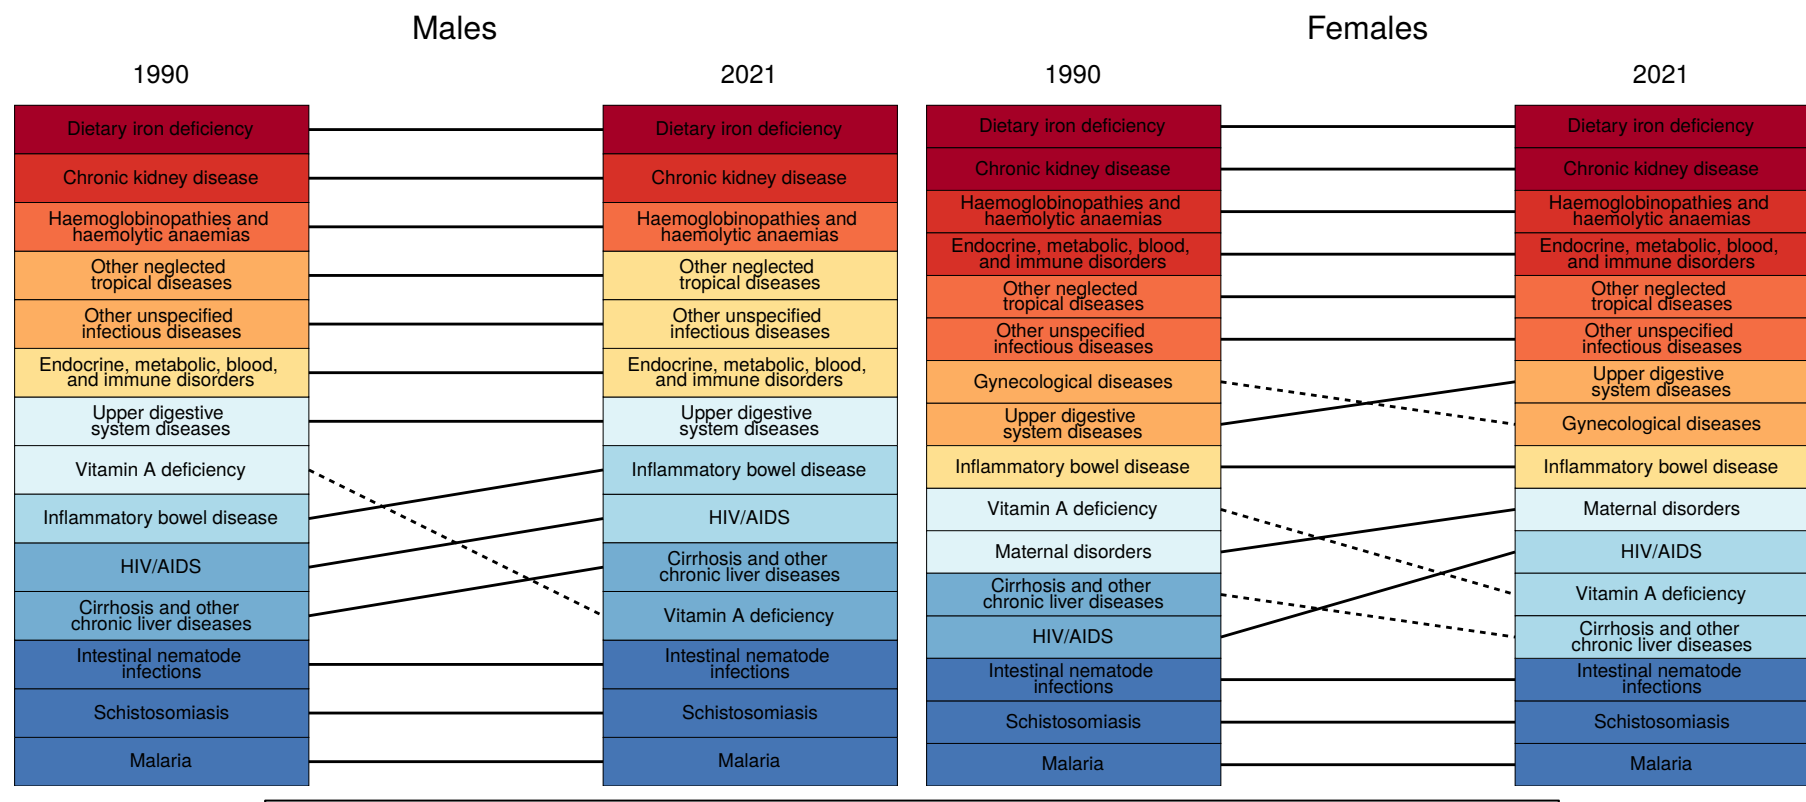 Males
1990
2021
Dietary iron deficiency
Chronic kidney disease
Haemoglobinopathies and
haemolytic anaemias
Other neglected
tropical diseases
Other unspecified
infectious diseases
Endocrine, metabolic, blood,
and immune disorders
Upper digestive
system diseases
Vitamin A deficiency
Inflammatory bowel disease
HIV/AIDS
Cirrhosis and other
chronic liver diseases
Intestinal nematode
infections
Schistosomiasis
Malaria
Dietary iron deficiency
Chronic kidney disease
Haemoglobinopathies and
haemolytic anaemias
Other neglected
tropical diseases
Other unspecified
infectious diseases
Endocrine, metabolic, blood,
and immune disorders
Upper digestive
system diseases
Inflammatory bowel disease
HIV/AIDS
Cirrhosis and other
chronic liver diseases
Vitamin A deficiency
Intestinal nematode
infections
Schistosomiasis
Malaria
Females
1990
2021
Dietary iron deficiency
Chronic kidney disease
Haemoglobinopathies and
haemolytic anaemias
Endocrine, metabolic, blood,
and immune disorders
Other neglected
tropical diseases
Other unspecified
infectious diseases
Gynecological diseases
Upper digestive
system diseases
Inflammatory bowel disease
Vitamin A deficiency
Maternal disorders
Cirrhosis and other
chronic liver diseases
HIV/AIDS
Intestinal nematode
infections
Schistosomiasis
Malaria
Dietary iron deficiency
Chronic kidney disease
Haemoglobinopathies and
haemolytic anaemias
Endocrine, metabolic, blood,
and immune disorders
Other neglected
tropical diseases
Other unspecified
infectious diseases
Upper digestive
system diseases
Gynecological diseases
Inflammatory bowel disease
Maternal disorders
HIV/AIDS
Vitamin A deficiency
Cirrhosis and other
chronic liver diseases
Intestinal nematode
infections
Schistosomiasis
Malaria